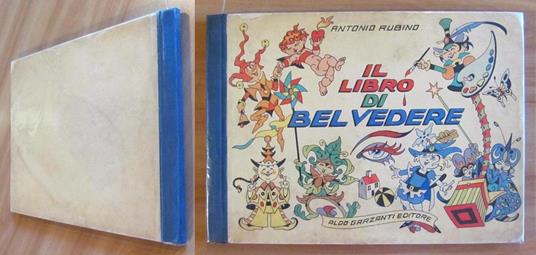 ANTONIO RUBINO
IL
LIBRO
DI
BELVEDERE
ALDO GARZANTI EDITORE